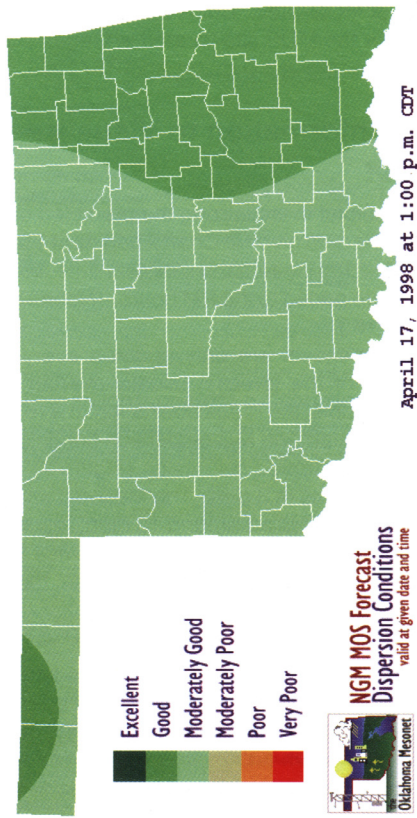 Excellent
Good
Moderately Good
Moderately Poor
Poor
Very Poor
Oklahoma Mesonet
NGM MOS Forecast
Dispersion Conditions
valid at given date and time
April 17, 1998 at 1:00 p.m. CDT